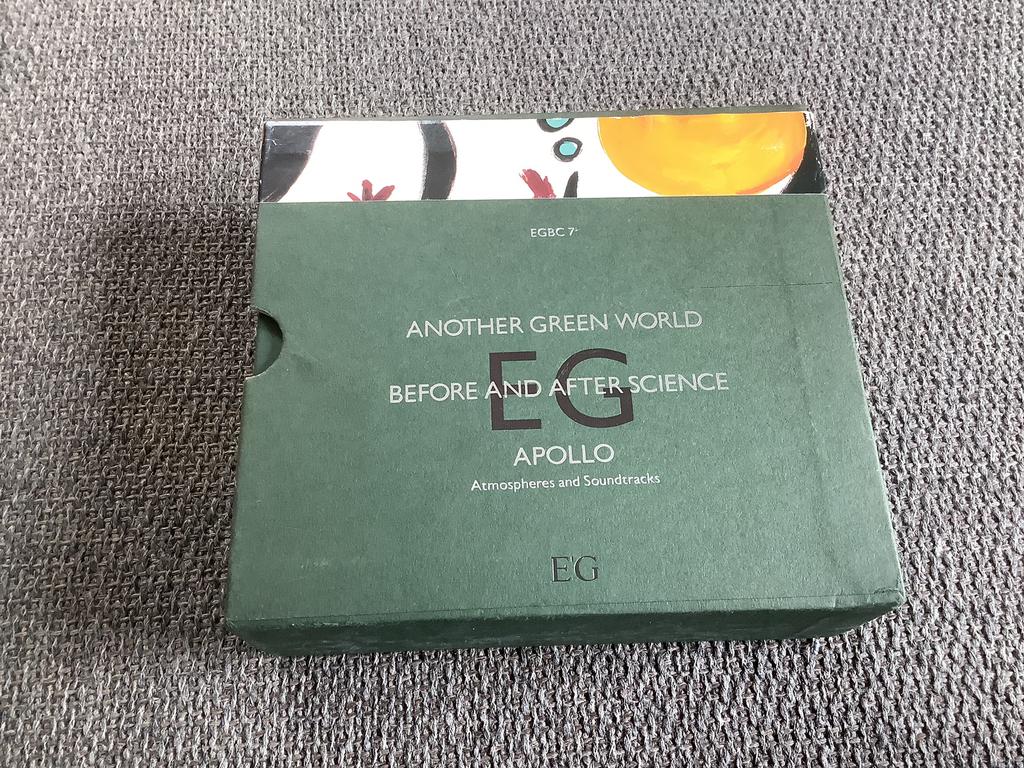 EGBC 7
ANOTHER GREEN WORLD
EG
BEFORE AND AFTER SCIENCE
APOLLO
Atmospheres and Soundtracks
EG